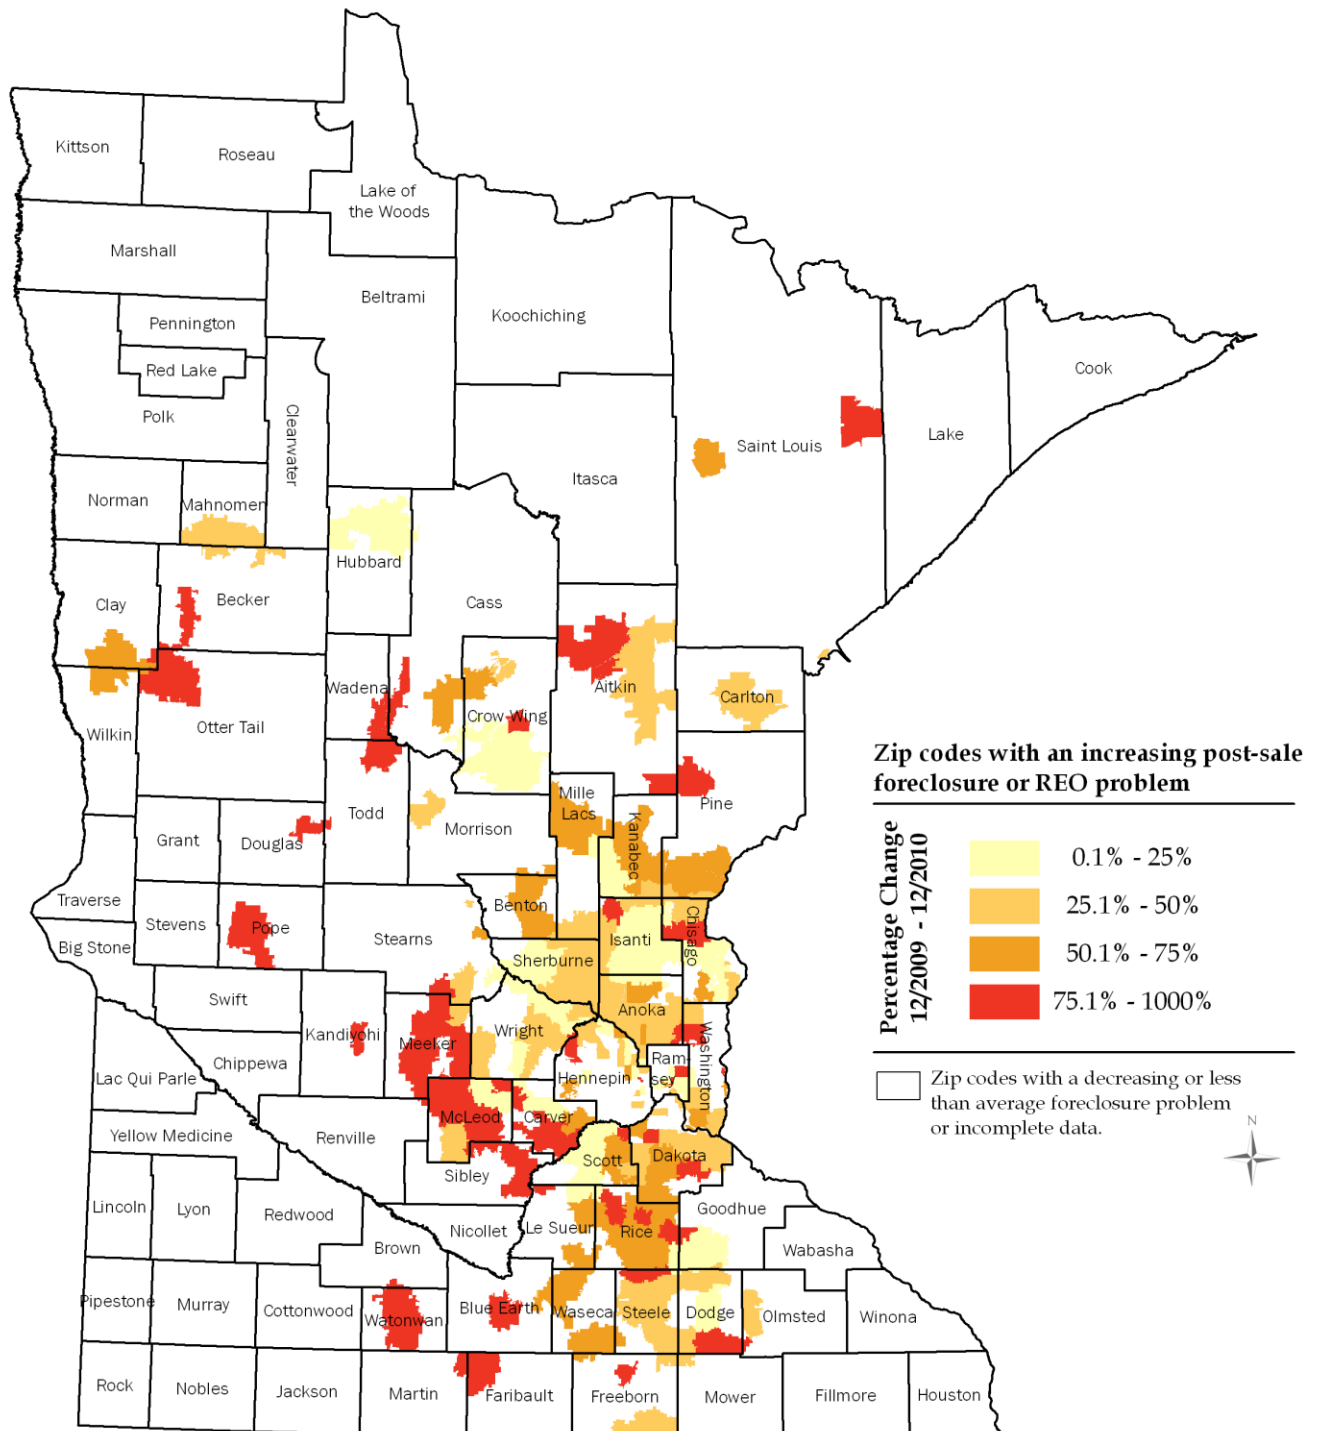 Kittson
Roseau
Lake of
the Woods
Marshall
Beltrami
Koochiching
Pennington
Red Lake
Polk
Clearwater
Cook
Lake
Saint Louis
Itasca
Norman
Mahnomen
Hubbard
Clay
Becker
Cass
Wadena
Aitkin
Carlton
Crow Wing
Otter Tail
Wilkin
Zip codes with an increasing post-sale
foreclosure or REO problem
Percentage Change
12/2009 - 12/2010
0.1% - 25%
25.1% - 50%
50.1% - 75%
75.1% - 1000%
Zip codes with a decreasing or less
than average foreclosure problem
or incomplete data.
N
Mille
Lacs
Pine
Todd
Morrison
Kanabec
Grant
Douglas
Traverse
Benton
Stevens
Pope
Stearns
Isanti
Chisago
Big Stone
Sherburne
Swift
Anoka
Kandiyohi
Meeker
Wright
Washington
Chippewa
Ram-
sey
Hennepin
Lac Qui Parle
McLeod
Carver
Yellow Medicine
Renville
Scott
Dakota
Sibley
Lincoln
Lyon
Redwood
Nicollet
Le Sueur
Rice
Goodhue
Brown
Wabasha
Pipestone
Murray
Cottonwood
Watonwan
Blue Earth
Waseca
Steele
Dodge
Olmsted
Winona
Rock
Nobles
Jackson
Martin
Faribault
Freeborn
Mower
Fillmore
Houston